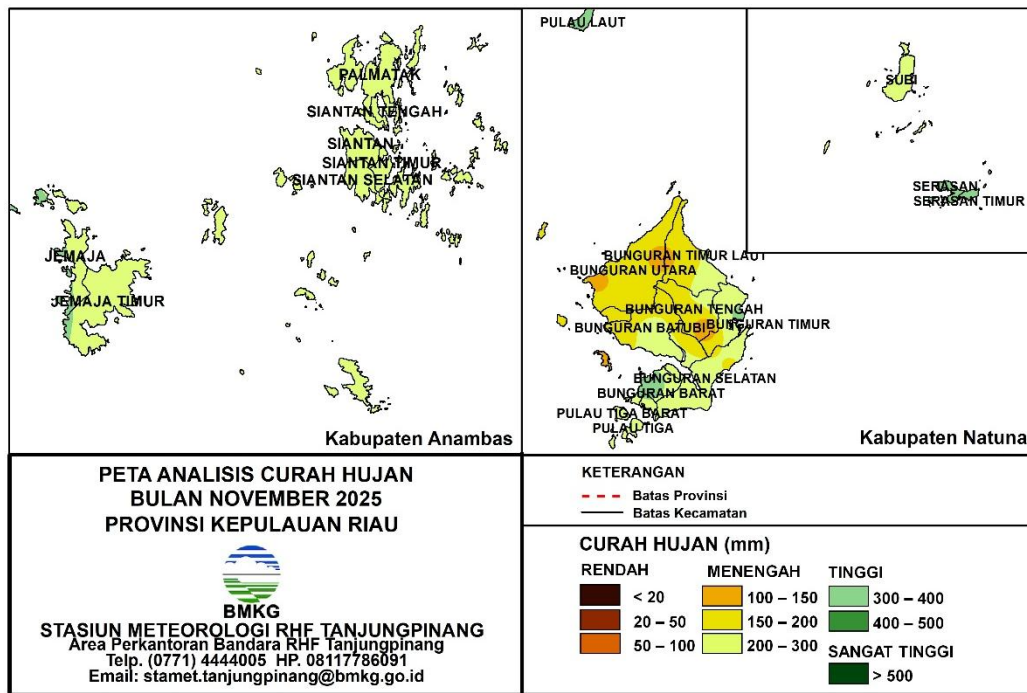 PALMATAK
SIANTAN TENGAH
SIANTAN
SIANTAN TIMUR
SIANTAN SELATAN
JEMAJA
JEMAJA TIMUR
Kabupaten Anambas
PULAU LAUT
SUBI
SERASAN
SERASAN TIMUR
BUNGURAN TIMUR LAUT
BUNGURAN UTARA
BUNGURAN TENGAH
BUNGURAN BATUBI
BUNGURAN TIMUR
BUNGURAN SELATAN
BUNGURAN BARAT
PULAU TIGA BARAT
PULAU TIGA
Kabupaten Natuna
PETA ANALISIS CURAH HUJAN
BULAN NOVEMBER 2025
PROVINSI KEPULAUAN RIAU
BMKG
STASIUN METEOROLOGI RHF TANJUNGPINANG
Area Perkantoran Bandara RHF Tanjungpinang
Telp. (0771) 4444005 HP. 08117786091
Email: stamet.tanjungpinang@bmkg.go.id
KETERANGAN
Batas Provinsi
Batas Kecamatan
CURAH HUJAN (mm)
RENDAH
< 20
20 – 50
50 – 100
MENENGAH
100 – 150
150 – 200
200 – 300
TINGGI
300 – 400
400 – 500
SANGAT TINGGI
> 500